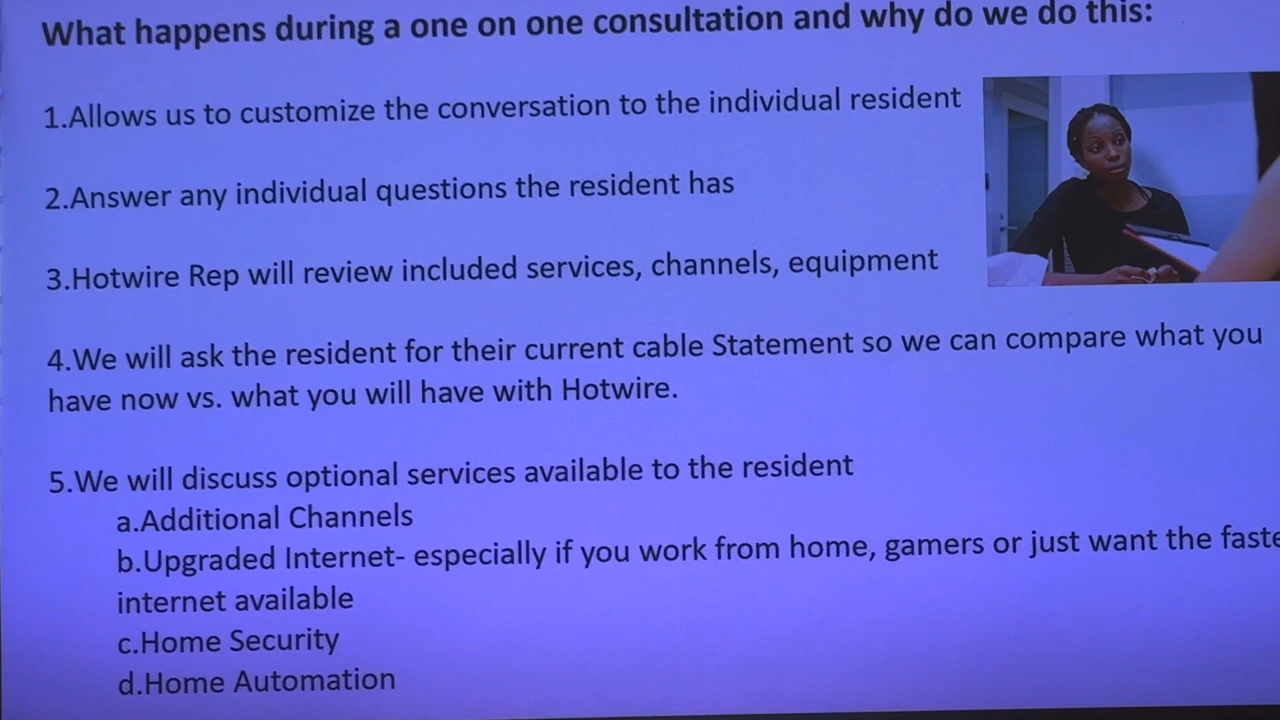 What happens during a one on one consultation and why do we do this:
1.Allows us to customize the conversation to the individual resident
2.Answer any individual questions the resident has
3.Hotwire Rep will review included services, channels, equipment
4.We will ask the resident for their current cable Statement so we can compare what you
have now vs. what you will have with Hotwire.
5.We will discuss optional services available to the resident
a.Additional Channels
b.Upgraded Internet- especially if you work from home, gamers or just want the
internet available
c.Home Security
d.Home Automation